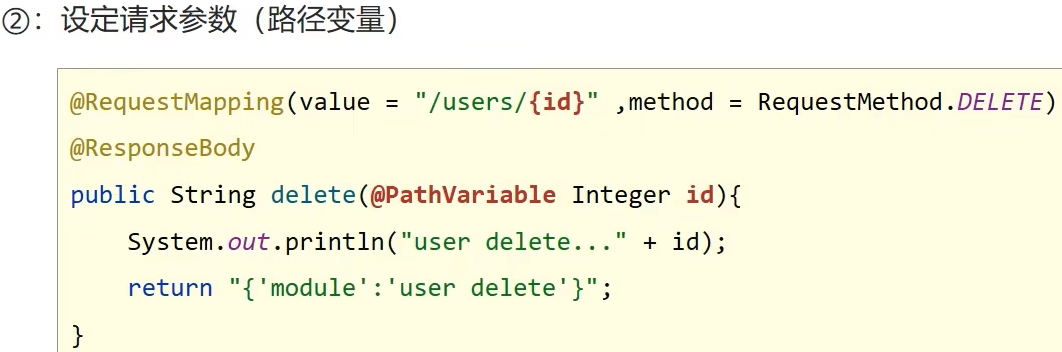 ②：设定请求参数（路径变量）
@RequestMapping(value = "/users/{id}" ,method = RequestMethod.DELETE)
@ResponseBody
public String delete(@PathVariable Integer id){
    System.out.println("user delete..." + id);
    return "{'module':'user delete'}";
}